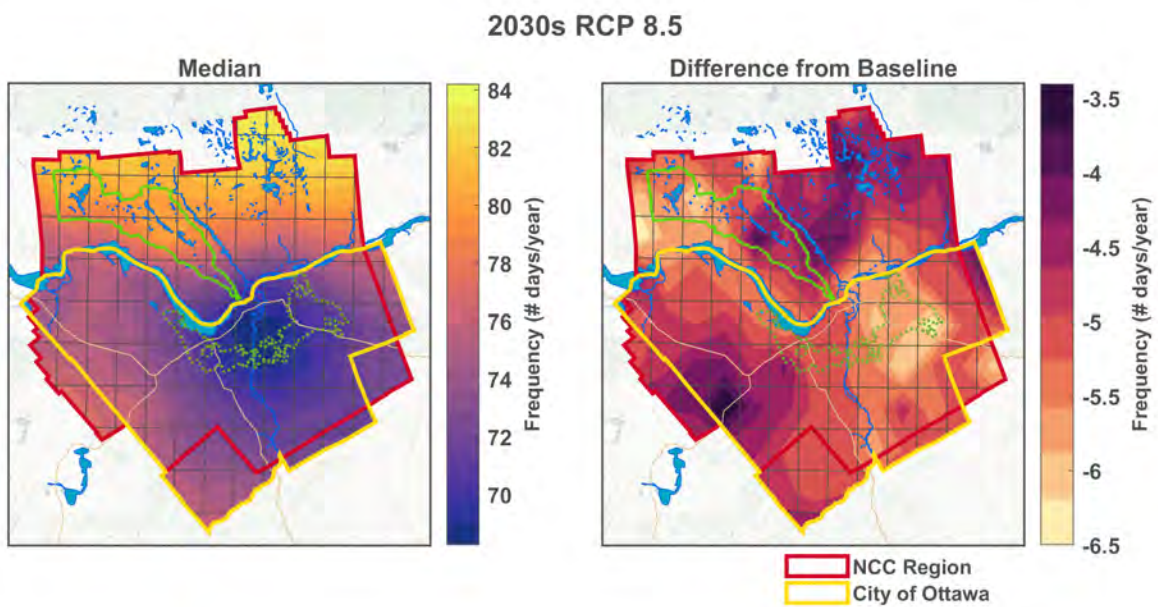 2030s RCP 8.5
Median
84
82
80
78
76
74
72
70
Frequency (# days/year)
Difference from Baseline
-3.5
-4
-4.5
-5
-5.5
-6
-6.5
Frequency (# days/year)
NCC Region
City of Ottawa